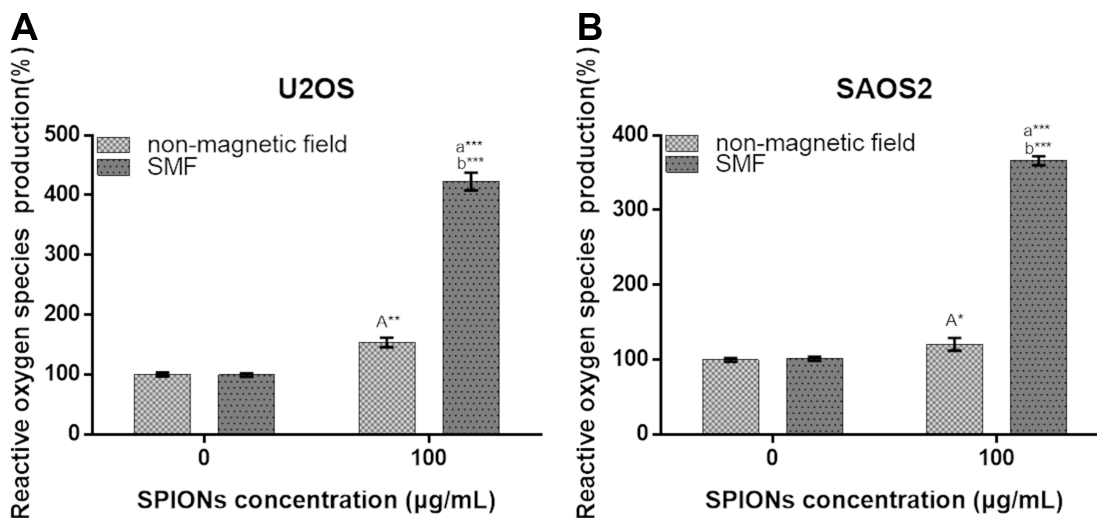 A
Reactive oxygen species production(%)
U2OS
500
400
300
200
100
0
non-magnetic field
SMF
A**
a***
b***
0
100
SPIONs concentration (µg/mL)
B
Reactive oxygen species production(%)
SAOS2
400
300
200
100
0
non-magnetic field
SMF
A*
a***
b***
0
100
SPIONs concentration (µg/mL)